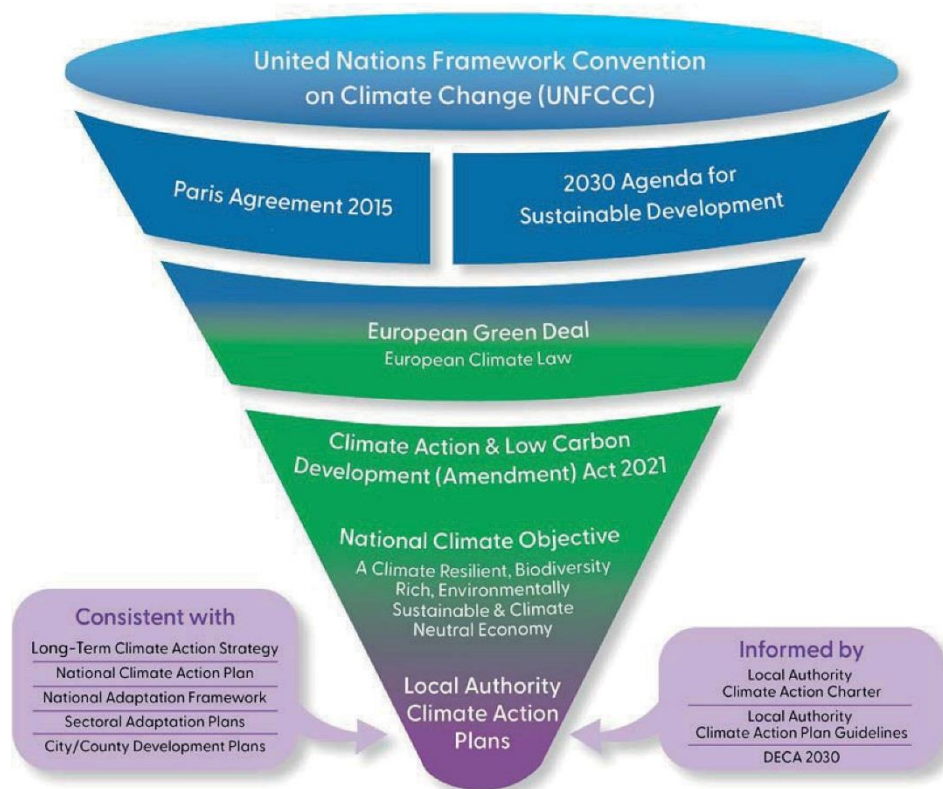 United Nations Framework Convention
on Climate Change (UNFCCC)
Paris Agreement 2015
2030 Agenda for
Sustainable Development
European Green Deal
European Climate Law
Climate Action & Low Carbon
Development (Amendment) Act 2021
National Climate Objective
A Climate Resilient, Biodiversity
Rich, Environmentally
Sustainable & Climate
Neutral Economy
Consistent with
Long-Term Climate Action Strategy
National Climate Action Plan
National Adaptation Framework
Sectoral Adaptation Plans
City/County Development Plans
Local Authority
Climate Action
Plans
Informed by
Local Authority
Climate Action Charter
Local Authority
Climate Action Plan Guidelines
DECA 2030